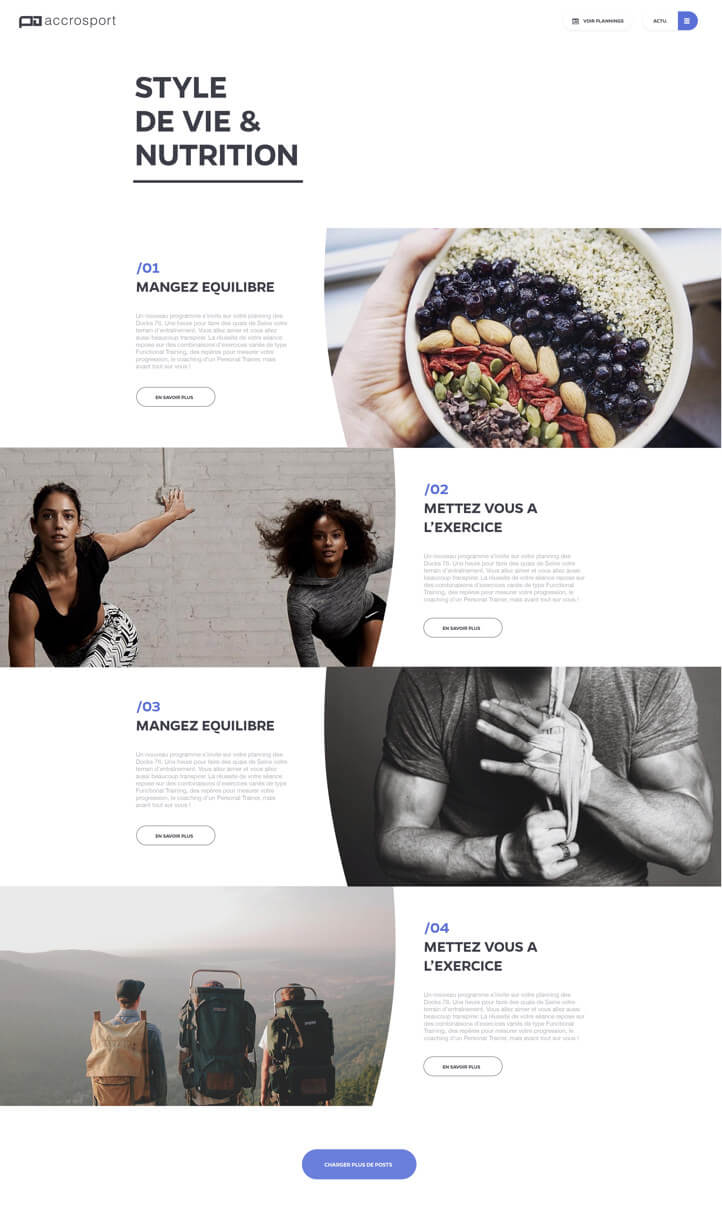 accrosport
VOIR PLANNINGS
ACTU.
STYLE
DE VIE &
NUTRITION
/01
MANGEZ EQUILIBRE
Un nouveau programme s'invite sur votre planning des
Docks 76. Une heure pour faire des quais de Seine votre
terrain d'entraînement. Vous allez aimer et vous allez
aussi beaucoup transpirer. La réussite de votre séance
repose sur des combinaisons d'exercices variés de type
Functional Training, des repères pour mesurer votre
progression, le coaching d'un Personal Trainer, mais
avant tout sur vous !
EN SAVOIR PLUS
/02
METTEZ VOUS A
L'EXERCICE
Un nouveau programme s'invite sur votre planning des
Docks 76. Une heure pour faire des quais de Seine votre
terrain d'entraînement. Vous allez aimer et vous allez aussi
beaucoup transpirer. La réussite de votre séance repose sur
des combinaisons d'exercices variés de type Functional
Training, des repères pour mesurer votre progression, le
coaching d'un Personal Trainer, mais avant tout sur vous !
EN SAVOIR PLUS
/03
MANGEZ EQUILIBRE
Un nouveau programme s'invite sur votre planning des
Docks 76. Une heure pour faire des quais de Seine votre
terrain d'entraînement. Vous allez aimer et vous allez
aussi beaucoup transpirer. La réussite de votre séance
repose sur des combinaisons d'exercices variés de type
Functional Training, des repères pour mesurer votre
progression, le coaching d'un Personal Trainer, mais
avant tout sur vous !
EN SAVOIR PLUS
/04
METTEZ VOUS A
L'EXERCICE
Un nouveau programme s'invite sur votre planning des
Docks 76. Une heure pour faire des quais de Seine votre
terrain d'entraînement. Vous allez aimer et vous allez aussi
beaucoup transpirer. La réussite de votre séance repose sur
des combinaisons d'exercices variés de type Functional
Training, des repères pour mesurer votre progression, le
coaching d'un Personal Trainer, mais avant tout sur vous !
EN SAVOIR PLUS
CHARGER PLUS DE POSTS